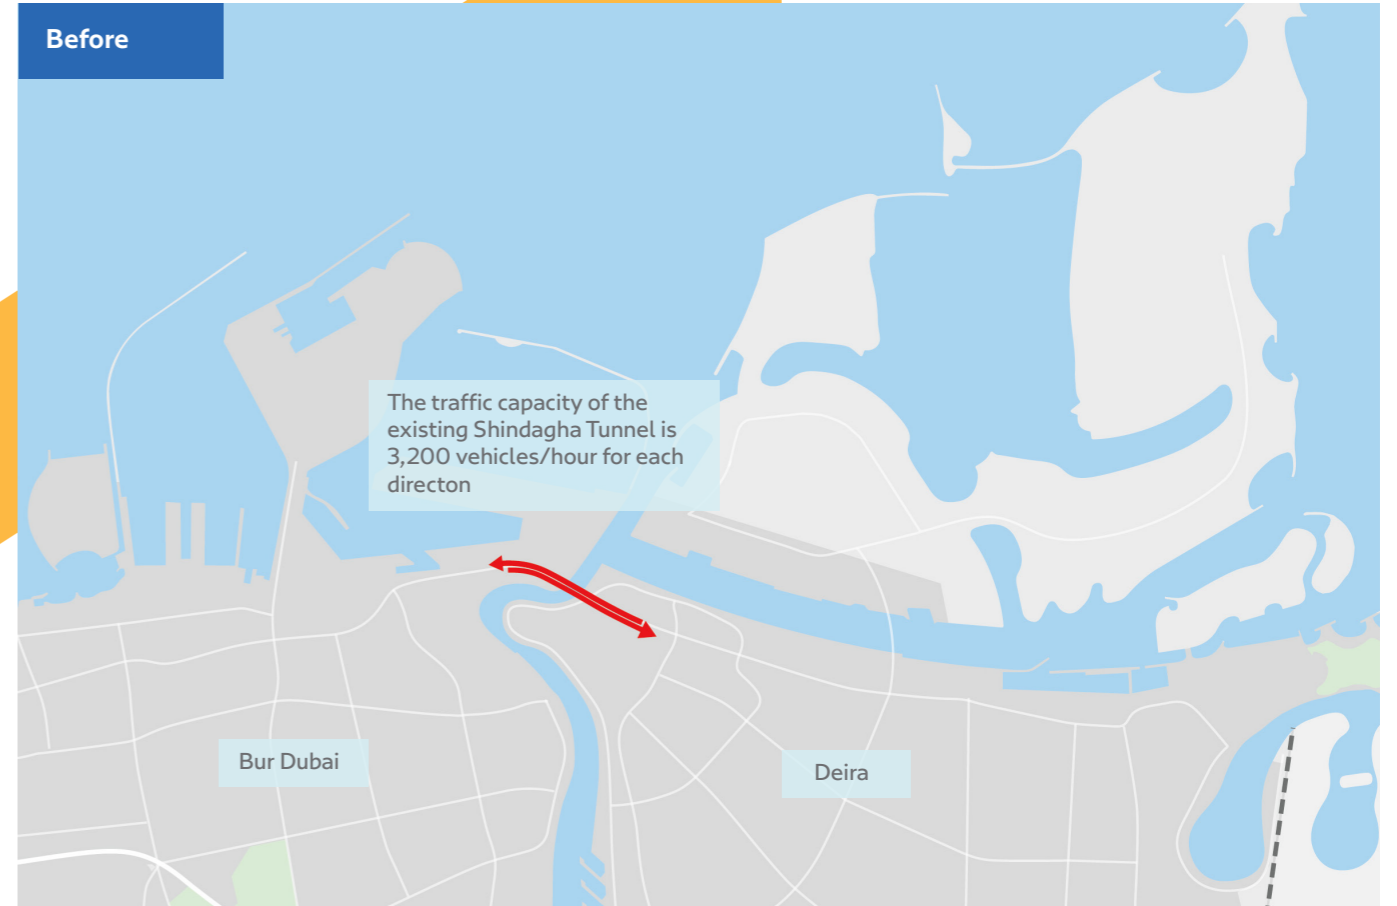 Before
The traffic capacity of the
existing Shindagha Tunnel is
3,200 vehicles/hour for each
directon
Bur Dubai
Deira